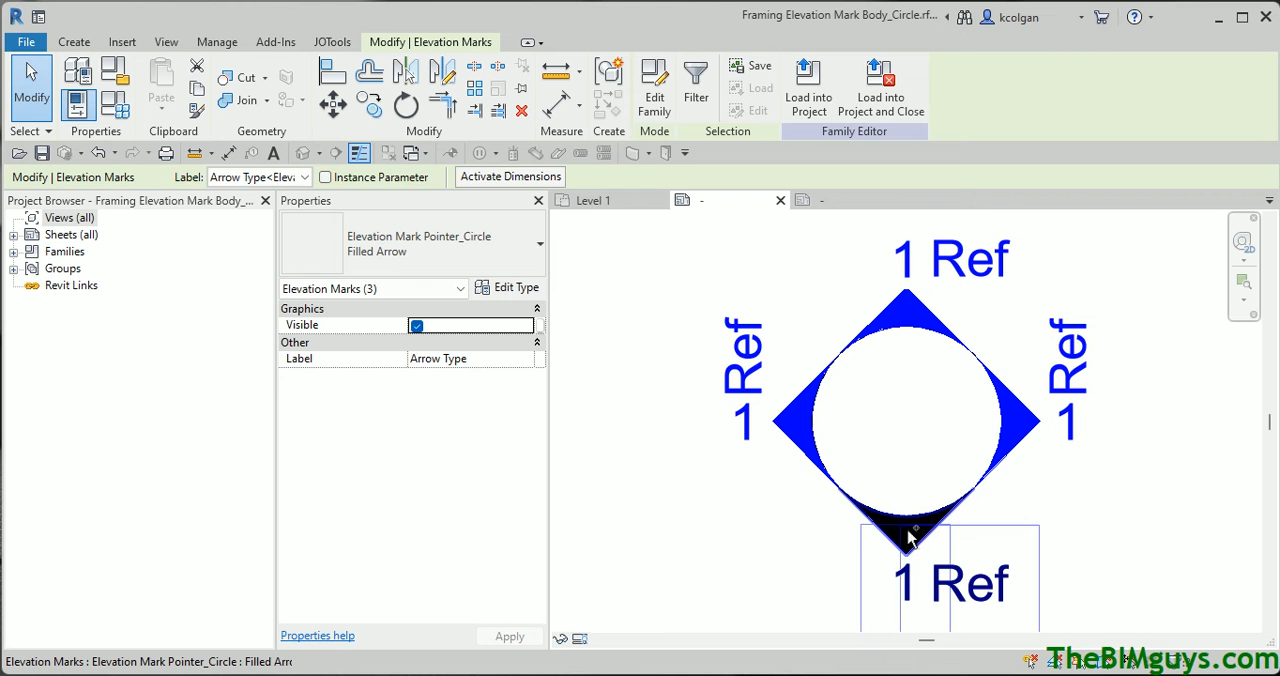 Framing Elevation Mark Body_Circle.rf...
kcolgan
File Create Insert View Manage Add-Ins JOTools Modify | Elevation Marks
Modify
Paste
Cut
Join
Edit Family
Filter
Save
Load
Edit
Load into Project
Load into Project and Close
Select Properties Clipboard Geometry Modify Measure Create Mode Selection Family Editor
Modify | Elevation Marks Label: Arrow Type<Elev Instance Parameter Activate Dimensions
Project Browser - Framing Elevation Mark Body_...
Views (all)
Sheets (all)
Families
Groups
Revit Links
Properties
Elevation Mark Pointer_Circle
Filled Arrow
Elevation Marks (3) Edit Type
Graphics
Visible
Other
Label Arrow Type
Properties help Apply
Level 1 - -
2D
1 Ref
1 Ref
1 Ref
1 Ref
Elevation Marks : Elevation Mark Pointer_Circle : Filled Arrc
TheBIMguys.com